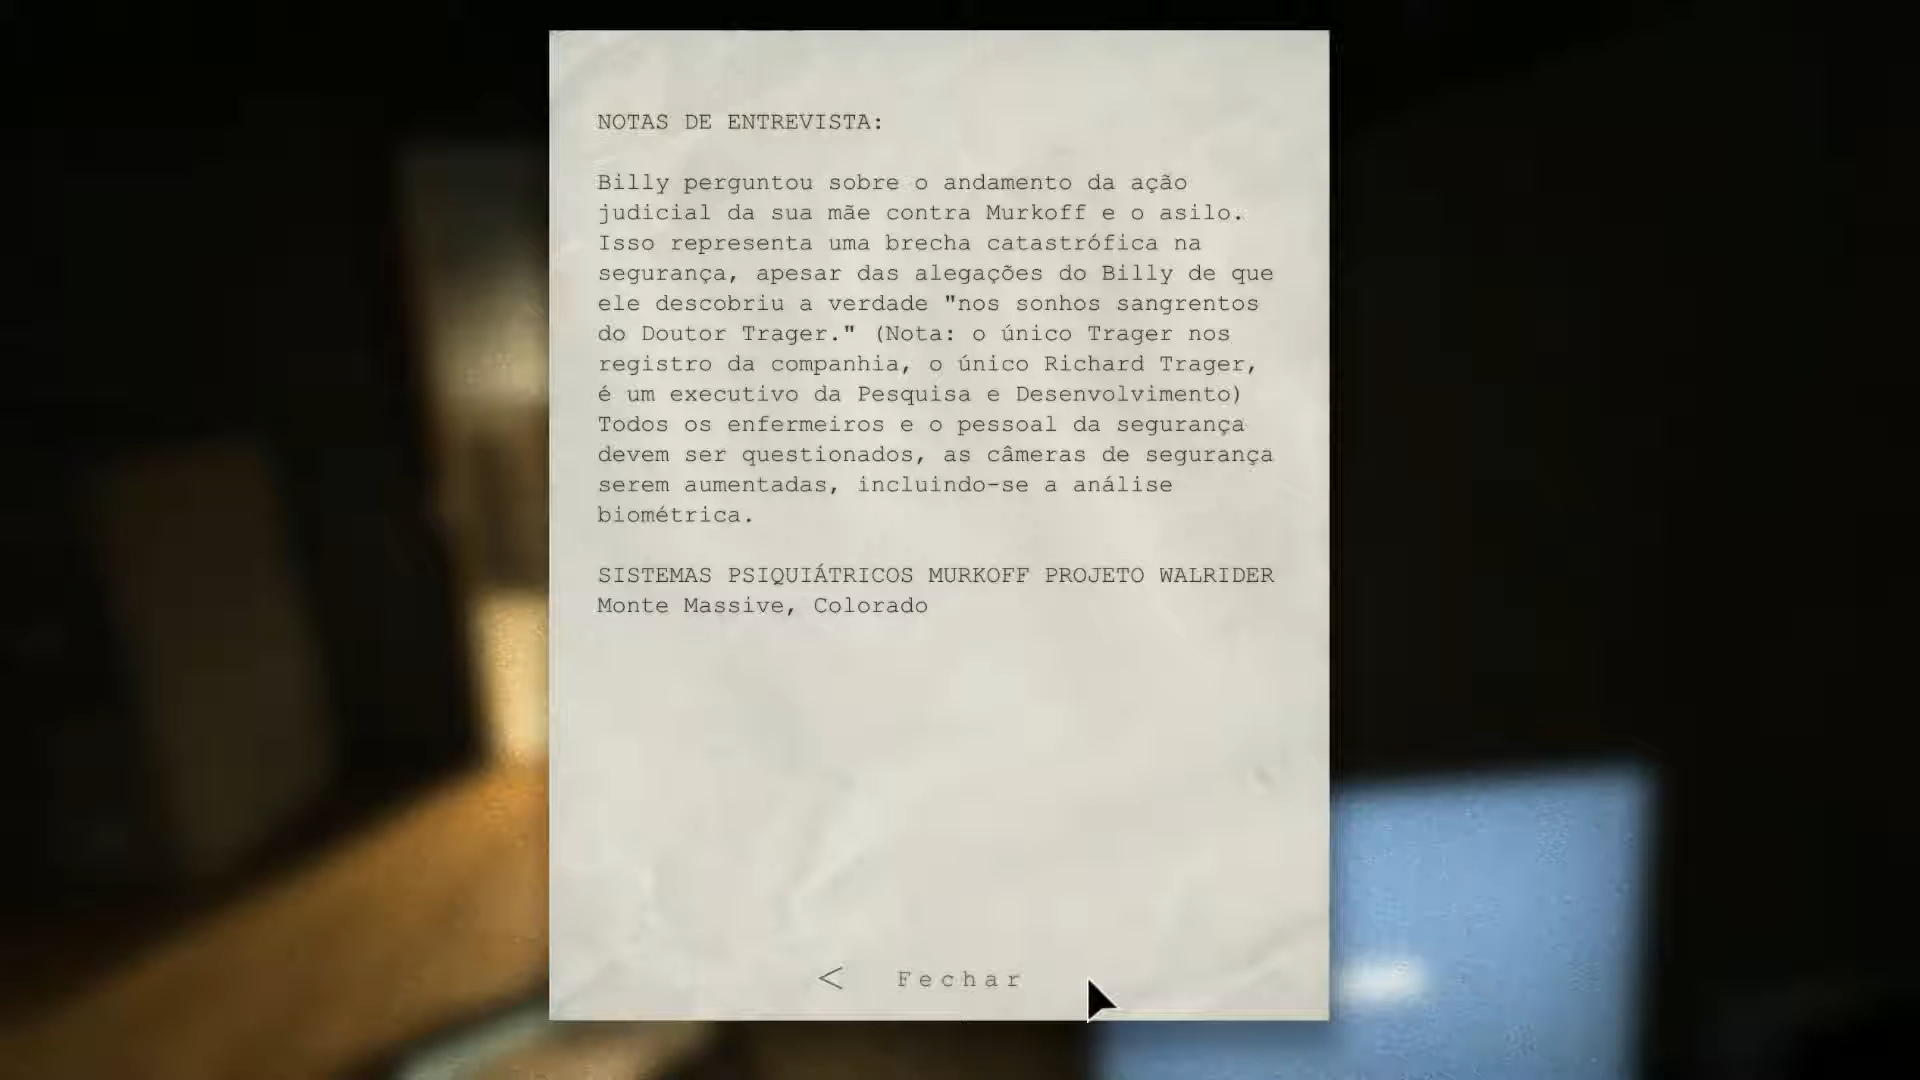 NOTAS DE ENTREVISTA:
Billy perguntou sobre o andamento da ação
judicial da sua mãe contra Murkoff e o asilo.
Isso representa uma brecha catastrófica na
segurança, apesar das alegações do Billy de que
ele descobriu a verdade "nos sonhos sangrentos
do Doutor Trager." (Nota: o único Trager nos
registro da companhia, o único Richard Trager,
é um executivo da Pesquisa e Desenvolvimento)
Todos os enfermeiros e o pessoal da segurança
devem ser questionados, as câmeras de segurança
serem aumentadas, incluindo-se a análise
biométrica.
SISTEMAS PSIQUIÁTRICOS MURKOFF PROJETO WALRIDER
Monte Massive, Colorado
< Fechar